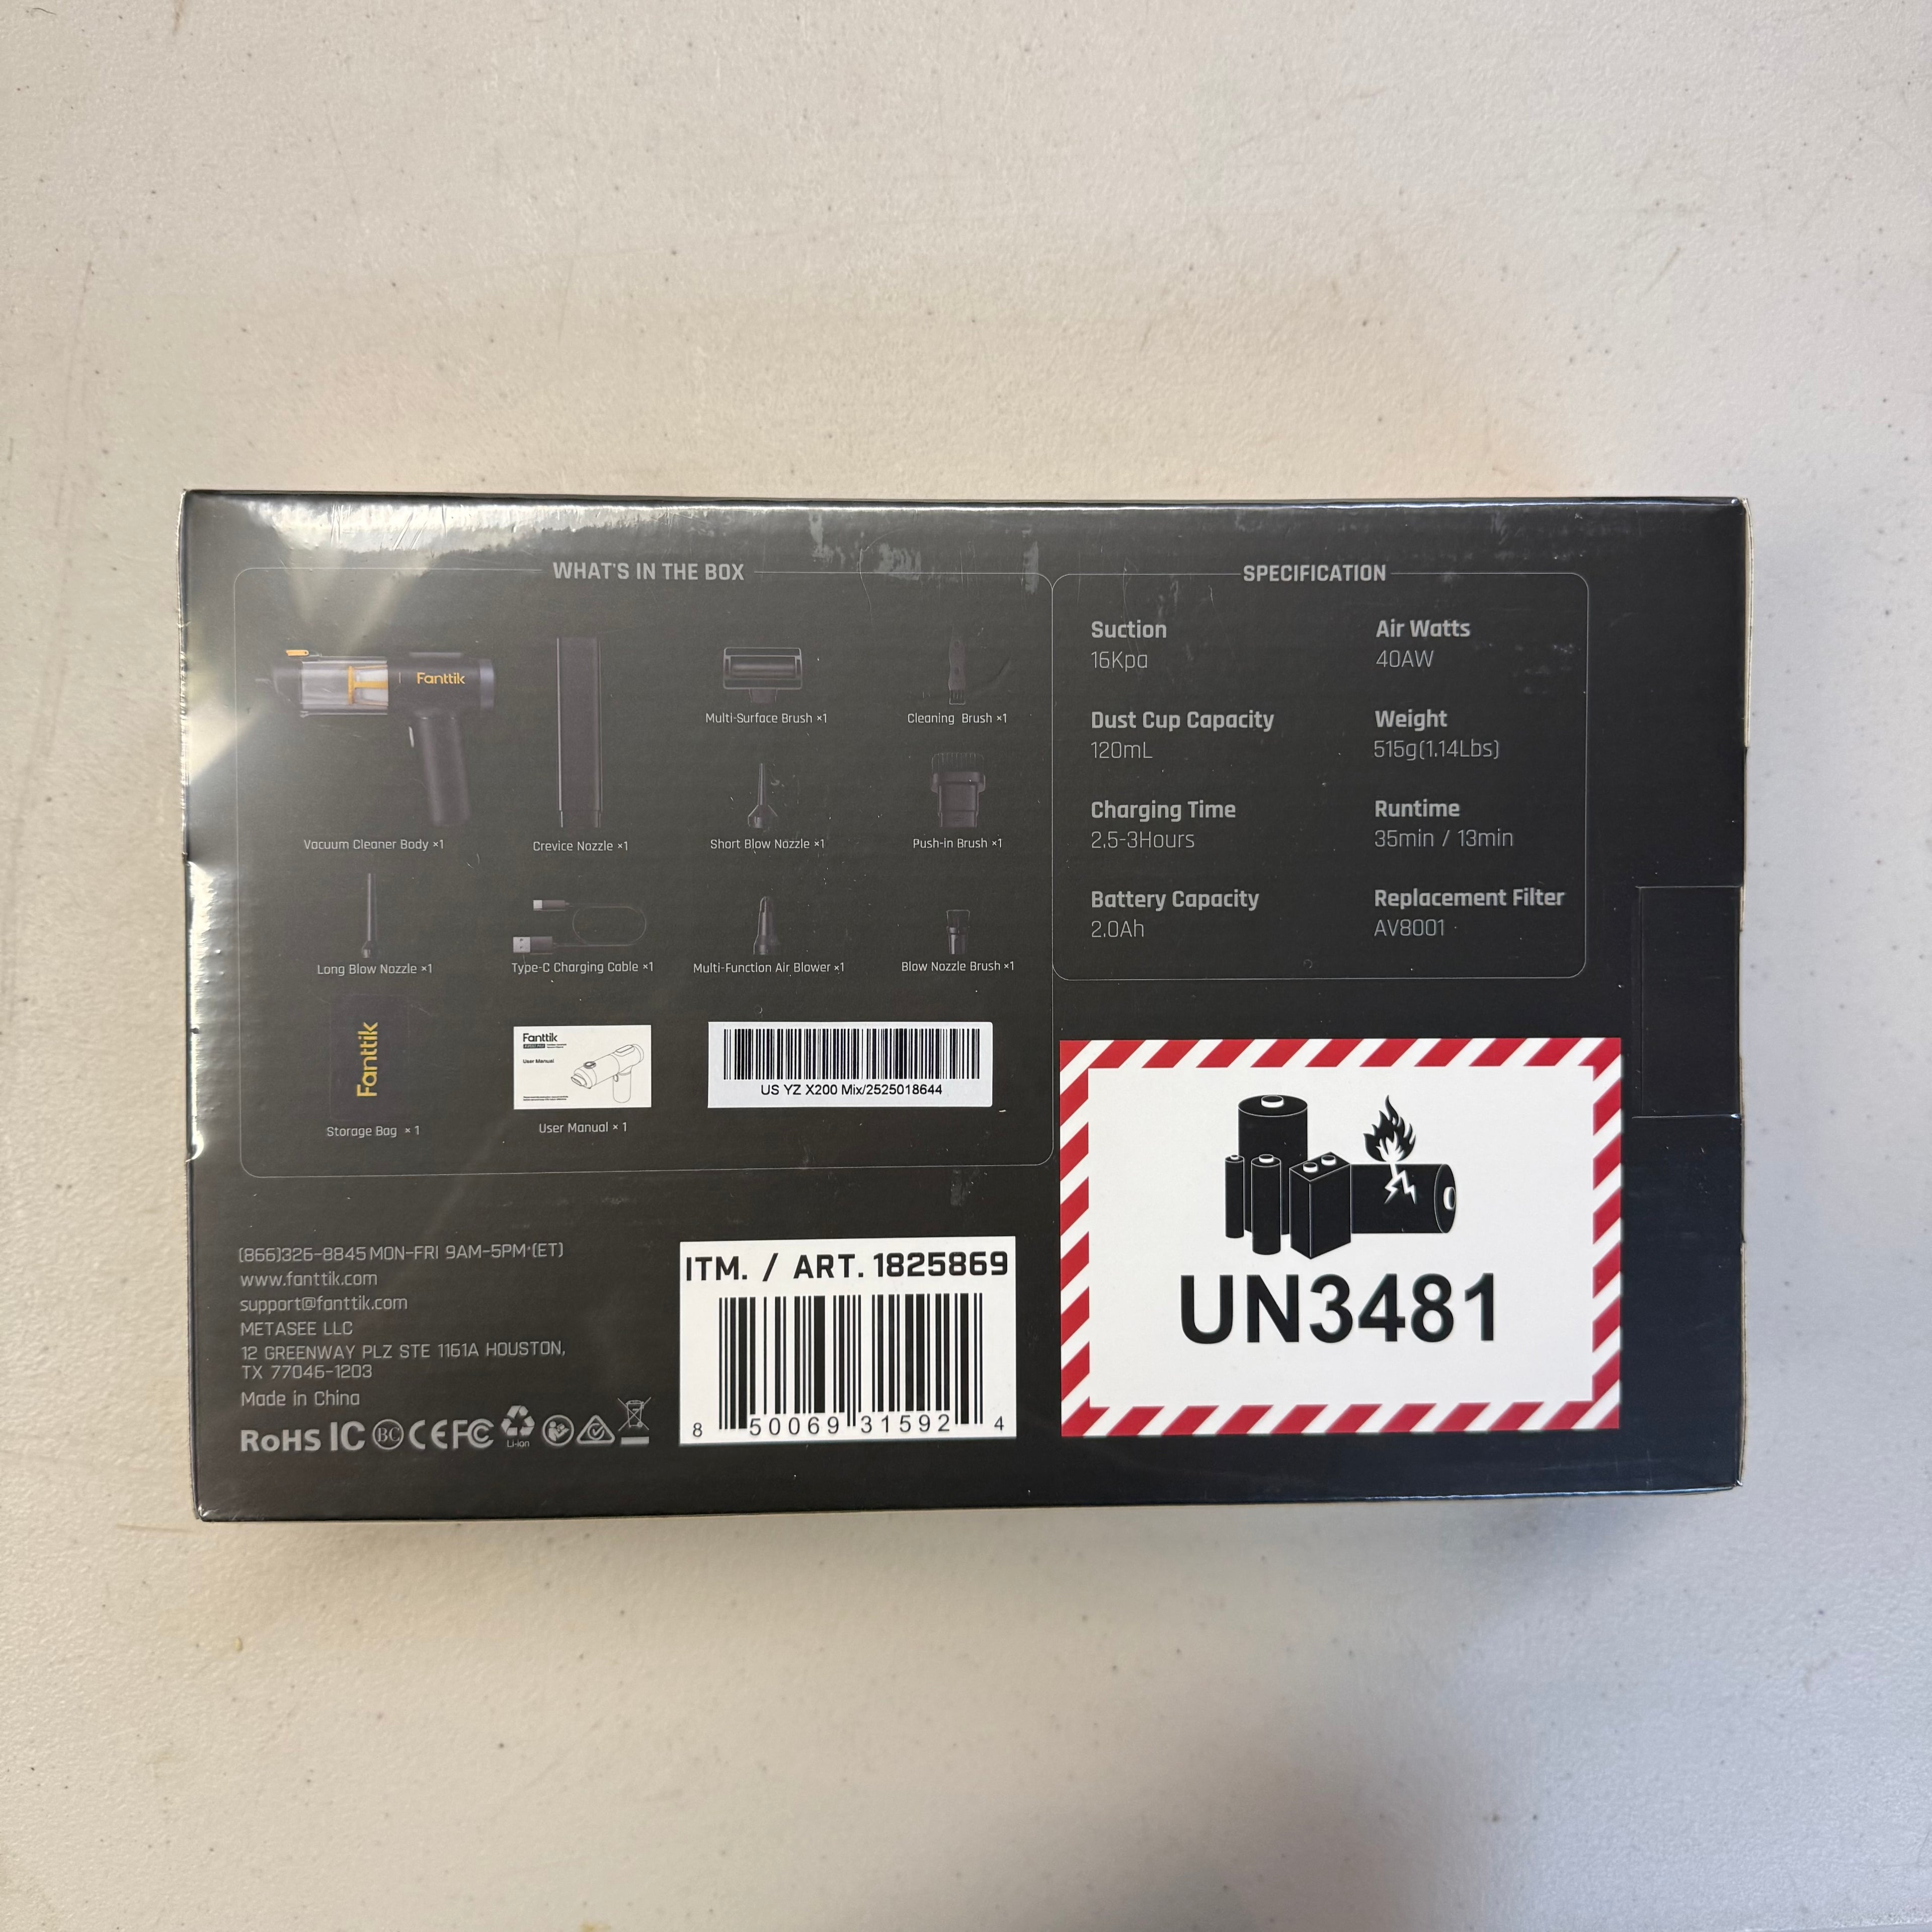 WHAT'S IN THE BOX
Fanttik
Multi-Surface Brush ×1
Cleaning Brush ×1
Vacuum Cleaner Body ×1
Crevice Nozzle ×1
Short Blow Nozzle ×1
Push-in Brush ×1
Long Blow Nozzle ×1
Type-C Charging Cable ×1
Multi-Function Air Blower ×1
Blow Nozzle Brush ×1
Fanttik
Storage Bag × 1
Fanttik
User Manual
User Manual × 1
US YZ X200 Mix/2525018644
SPECIFICATION
Suction
16Kpa
Air Watts
40AW
Dust Cup Capacity
120mL
Weight
515g(1.14Lbs)
Charging Time
2.5-3Hours
Runtime
35min / 13min
Battery Capacity
2.0Ah
Replacement Filter
AV8001
(866)326-8845 MON-FRI 9AM-5PM (ET)
www.fanttik.com
support@fanttik.com
METASEE LLC
12 GREENWAY PLZ STE 1161A HOUSTON,
TX 77046-1203
Made in China
RoHS IC BC CE FC
Li-ion
ITM. / ART. 1825869
8 50069 31592 4
UN3481